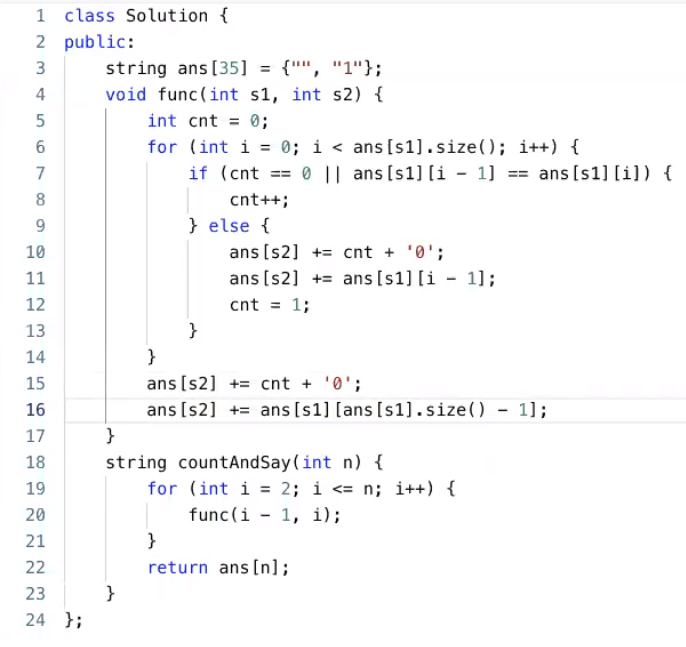 1 class Solution {
2 public:
3     string ans[35] = {"", "1"};
4     void func(int s1, int s2) {
5         int cnt = 0;
6         for (int i = 0; i < ans[s1].size(); i++) {
7             if (cnt == 0 || ans[s1][i - 1] == ans[s1][i]) {
8                 cnt++;
9             } else {
10                 ans[s2] += cnt + '0';
11                 ans[s2] += ans[s1][i - 1];
12                 cnt = 1;
13             }
14         }
15         ans[s2] += cnt + '0';
16         ans[s2] += ans[s1][ans[s1].size() - 1];
17     }
18     string countAndSay(int n) {
19         for (int i = 2; i <= n; i++) {
20             func(i - 1, i);
21         }
22         return ans[n];
23     }
24 };